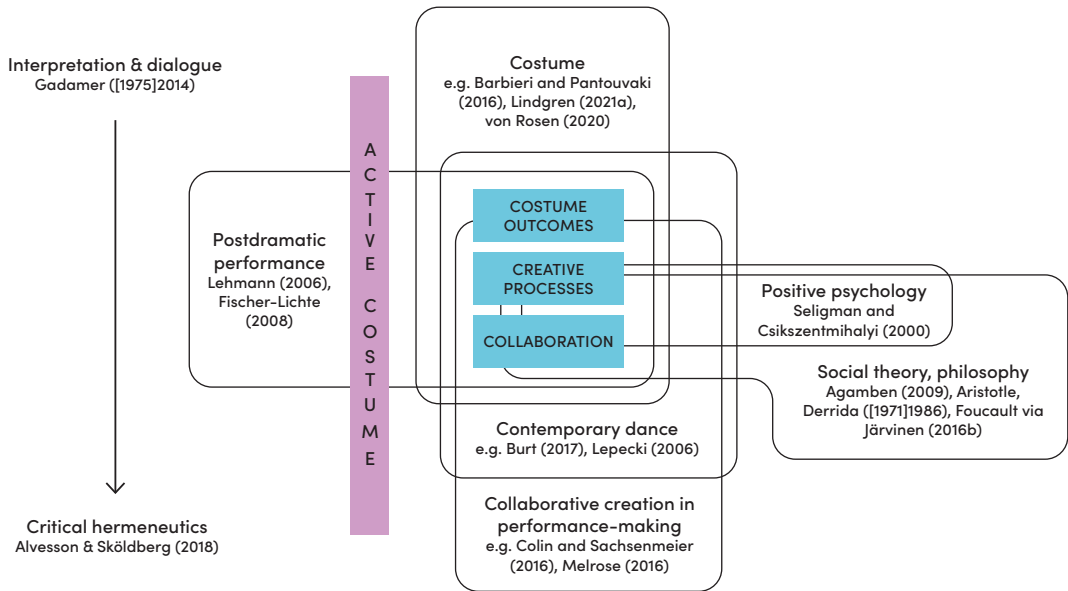 Interpretation & dialogue
Gadamer ([1975]2014)
Critical hermeneutics
Alvesson & Sköldberg (2018)
Postdramatic
performance
Lehmann (2006),
Fischer-Lichte
(2008)
ACTIVE COSTUME
Costume
e.g. Barbieri and Pantouvaki
(2016), Lindgren (2021a),
von Rosen (2020)
COSTUME
OUTCOMES
CREATIVE
PROCESSES
COLLABORATION
Contemporary dance
e.g. Burt (2017), Lepecki (2006)
Collaborative creation in
performance-making
e.g. Colin and Sachsenmeier
(2016), Melrose (2016)
Positive psychology
Seligman and
Csikszentmihalyi
(2000)
Social theory, philosophy
Agamben (2009), Aristotle,
Derrida ([1971]1986), Foucault via
Järvinen (2016b)